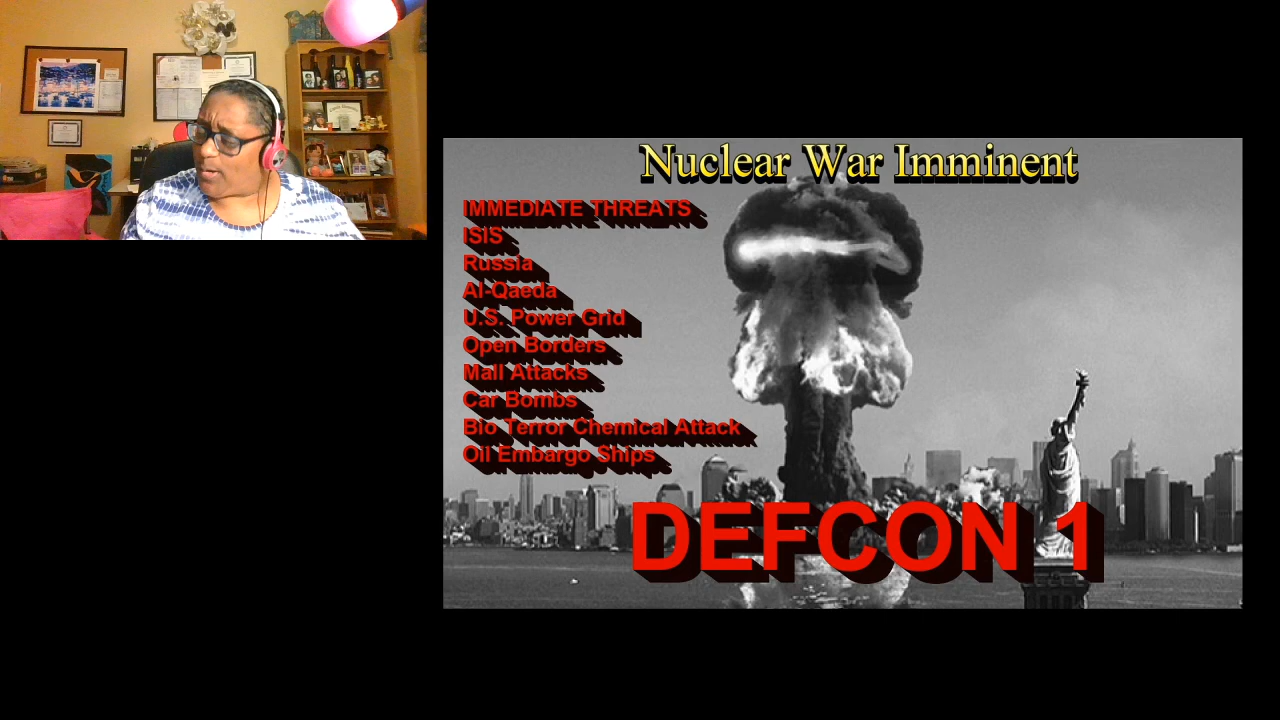 Nuclear War Imminent
IMMEDIATE THREATS
ISIS
Russia
Al-Qaeda
U.S. Power Grid
Open Borders
Mall Attacks
Car Bombs
Bio Terror Chemical Attack
Oil Embargo Ships
DEFCON 1